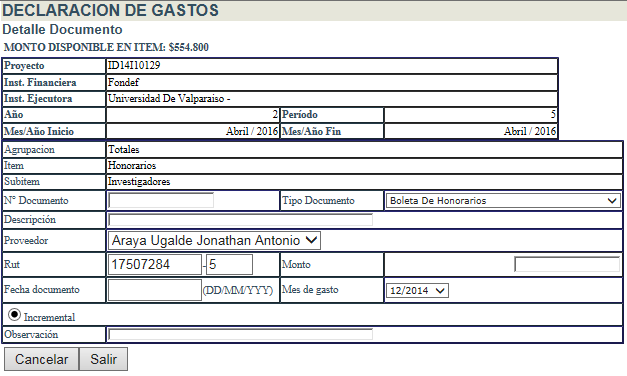 DECLARACION DE GASTOS
Detalle Documento
MONTO DISPONIBLE EN ITEM: $554.800
Proyecto ID14I10129
Inst. Financiera Fondef
Inst. Ejecutora Universidad De Valparaiso -
Año 2 Período 5
Mes/Año Inicio Abril / 2016 Mes/Año Fin Abril / 2016
Agrupacion Totales
Item Honorarios
Subitem Investigadores
N° Documento Tipo Documento Boleta De Honorarios
Descripción
Proveedor Araya Ugalde Jonathan Antonio
Rut 17507284 - 5 Monto
Fecha documento (DD/MM/YYY) Mes de gasto 12/2014
Incremental
Observación
Cancelar Salir